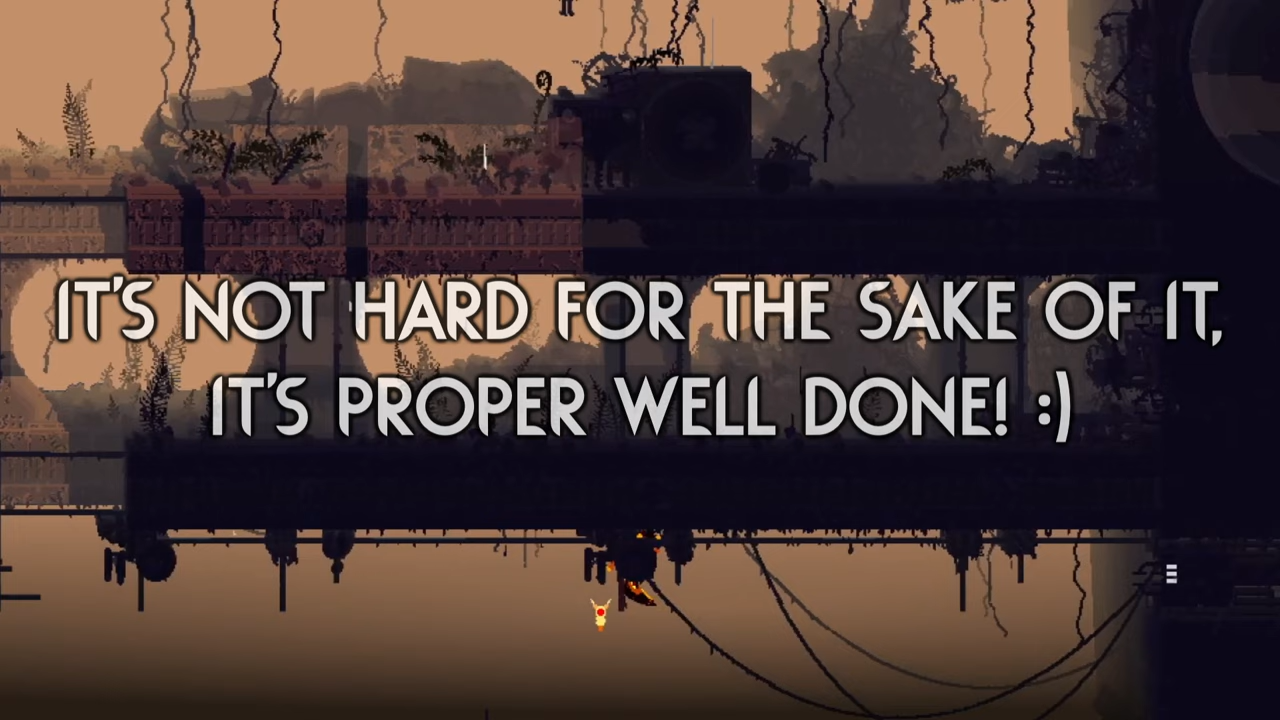 IT'S NOT HARD FOR THE SAKE OF IT,
IT'S PROPER WELL DONE! :)